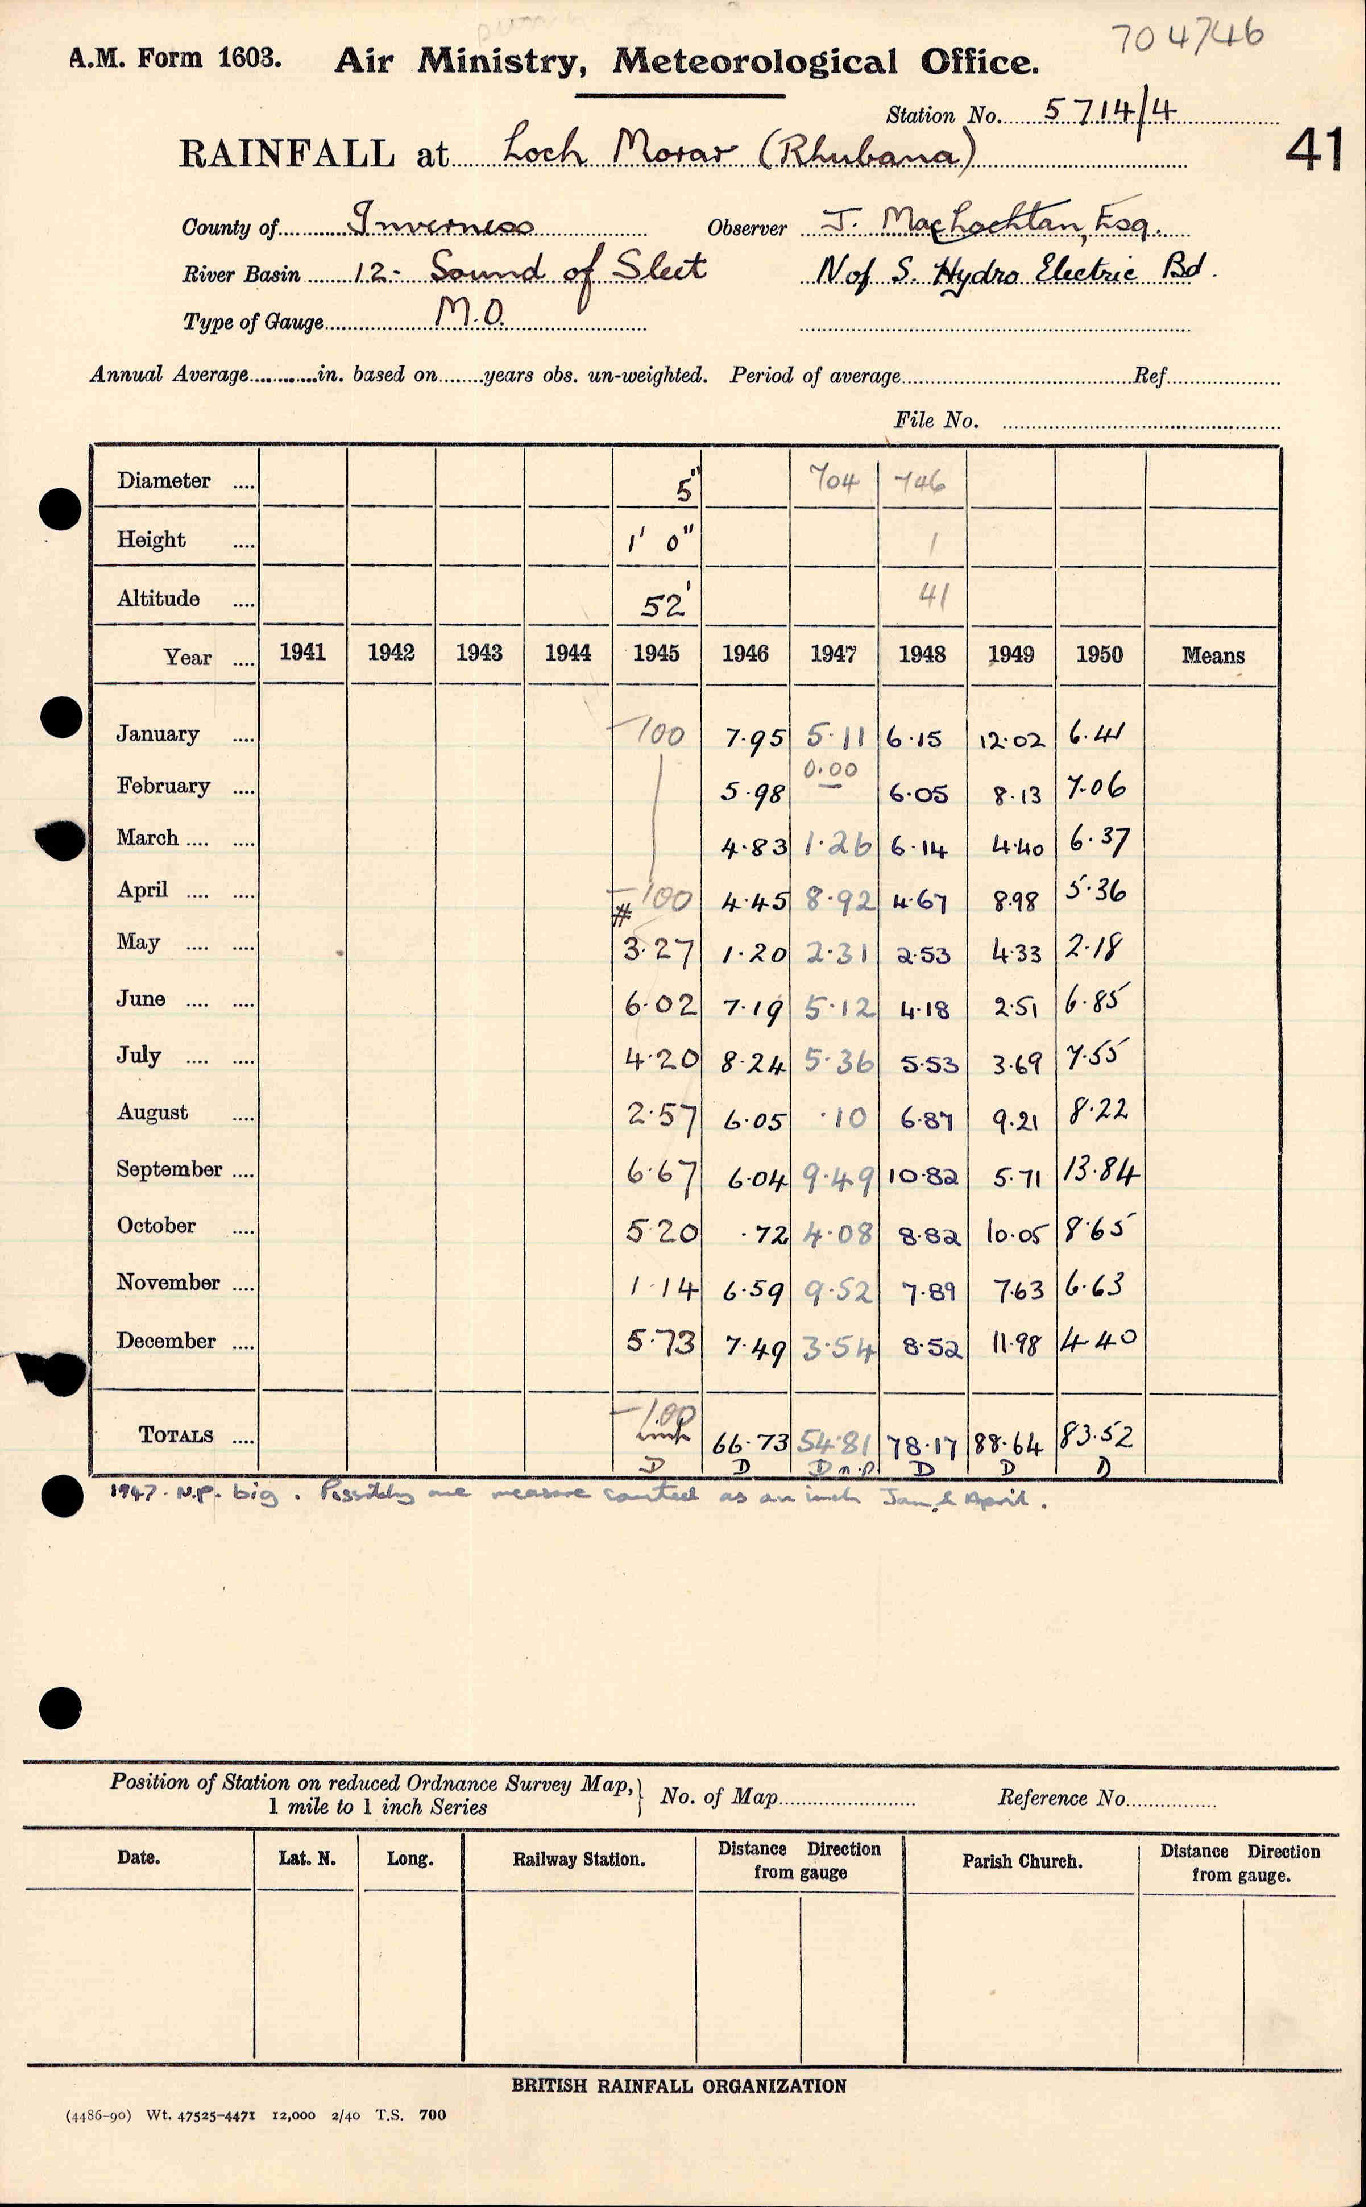 704746
A.M. Form 1603. Air Ministry, Meteorological Office.
Station No. 5714/4
RAINFALL at Loch Morar (Rhubana) 41
County of Inverness Observer J. MacLachlan, Esq.
River Basin 12- Sound of Sleet N of S. Hydro Electric Bd.
Type of Gauge M.O.
Annual Average in. based on years obs. un-weighted. Period of average Ref.
File No.
Diameter .... 5" 704 746
Height .... 1' 0" 1
Altitude .... 52' 41
Year .... 1941 1942 1943 1944 1945 1946 1947 1948 1949 1950 Means
January .... -100 7.95 5.11 6.15 12.02 6.41
February .... 5.98 0.00 6.05 8.13 7.06
March .... .... 4.83 1.26 6.14 4.40 6.37
April .... .... # -100 4.45 8.92 4.67 8.98 5.36
May .... .... 3.27 1.20 2.31 2.53 4.33 2.18
June .... .... 6.02 7.19 5.12 4.18 2.51 6.85
July .... .... 4.20 8.24 5.36 5.53 3.69 7.55
August .... 2.57 6.05 .10 6.87 9.21 8.22
September .... 6.67 6.04 9.49 10.82 5.71 13.84
October .... 5.20 .72 4.08 8.82 10.05 8.65
November .... 1.14 6.59 9.52 7.89 7.63 6.63
December .... 5.73 7.49 3.54 8.52 11.98 4.40
TOTALS .... -100 66.73 54.81 78.17 88.64 83.52
D D D n.p. D D D
1947. N.P. big. Possibly one measure counted as an inch Jan & April.
Position of Station on reduced Ordnance Survey Map, 1 mile to 1 inch Series } No. of Map Reference No.
Date. Lat. N. Long. Railway Station. Distance Direction from gauge Parish Church. Distance Direction from gauge.
BRITISH RAINFALL ORGANIZATION
(4486-90) Wt. 47525-4471 12,000 2/40 T.S. 700